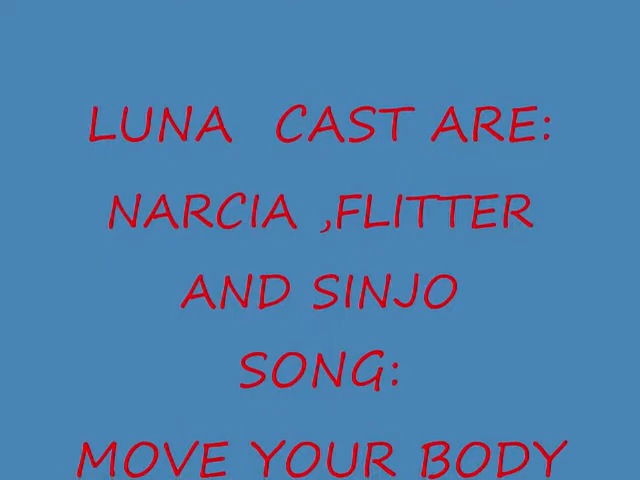 LUNA CAST ARE:
NARCIA ,FLITTER
AND SINJO
SONG:
MOVE YOUR BODY